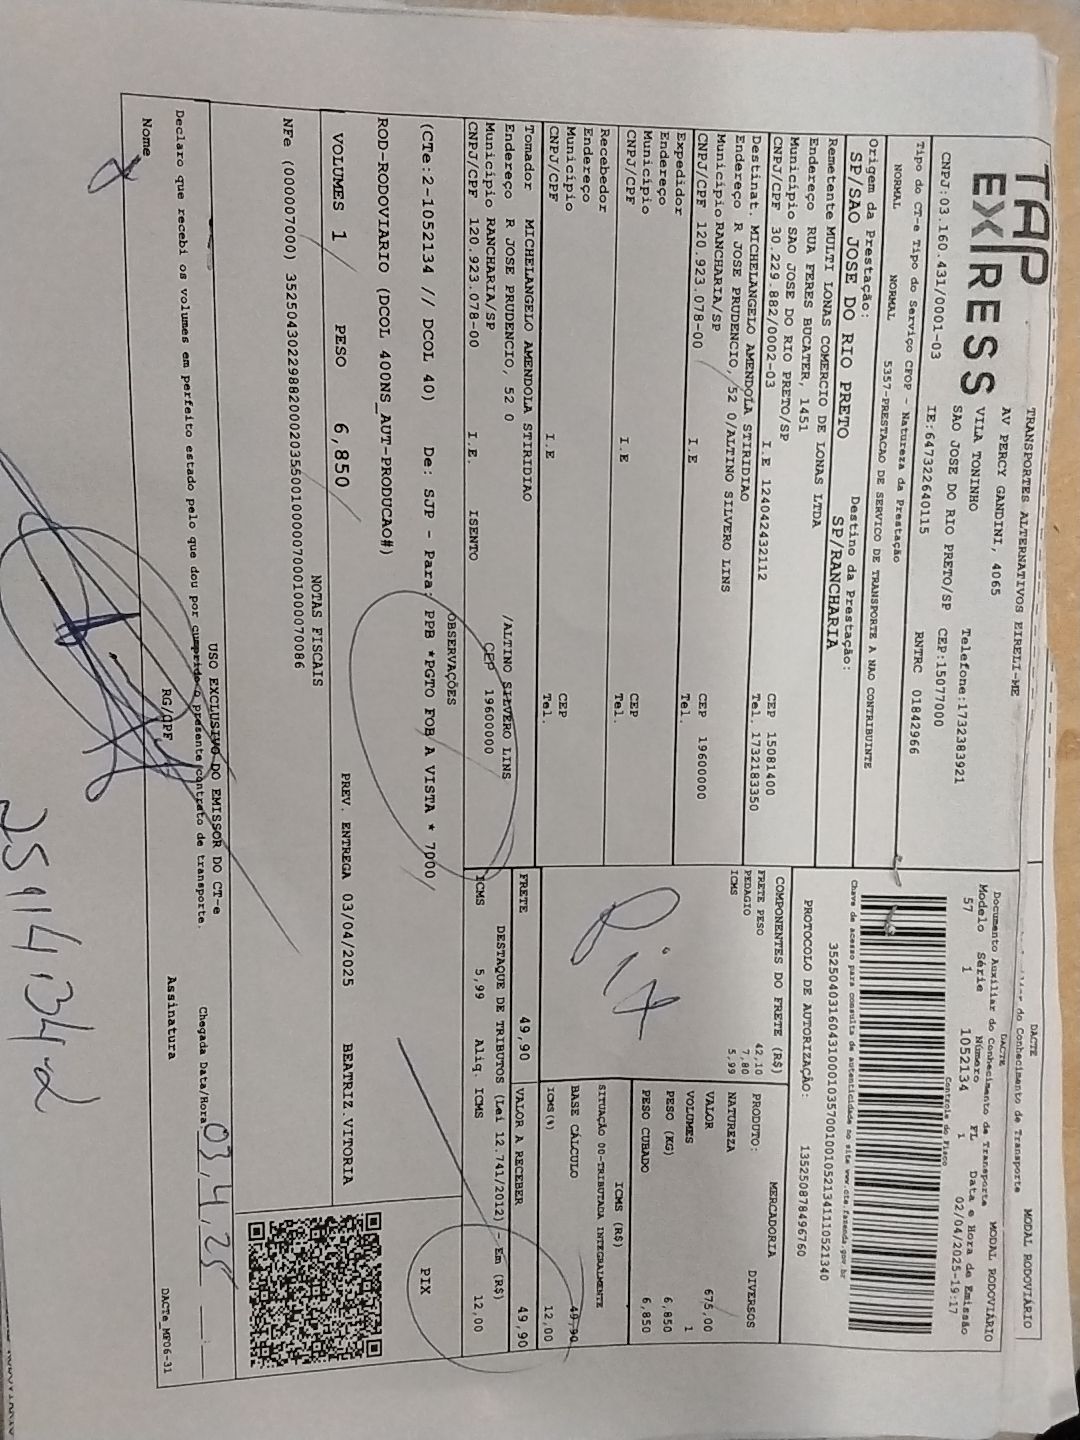 TAP
EXPRESS
TRANSPORTES ALTERNATIVOS EIRELI-ME
AV PERCY GANDINI, 4065
VILA TONINHO
SAO JOSE DO RIO PRETO/SP CEP:15077000
Telefone:1732383921
CNPJ:03.160.431/0001-03 IE:647322640115 RNTRC 01842966
DACTE MODAL RODOVIÁRIO
do Conhecimento de Transporte
DACTE
Documento Auxiliar do Conhecimento de Transporte MODAL RODOVIÁRIO
Modelo Série Número FL Data e Hora de Emissão
57 1 1052134 1 02/04/2025-19:17
Controle do Fisco
Tipo do CT-e Tipo do Serviço CFOP - Natureza da Prestação
NORMAL NORMAL 5357-PRESTACAO DE SERVICO DE TRANSPORTE A NAO CONTRIBUINTE
Chave de acesso para consulta de autenticidade no site www.cte.fazenda.gov.br
35250403160431000103570010010521341110521340
PROTOCOLO DE AUTORIZAÇÃO: 135250878496760
Origem da Prestação: Destino da Prestação:
SP/SAO JOSE DO RIO PRETO SP/RANCHARIA
Remetente MULTI LONAS COMERCIO DE LONAS LTDA
Endereço RUA FERES BUCATER, 1451
Município SAO JOSE DO RIO PRETO/SP CEP 15081400
CNPJ/CPF 30.229.882/0002-03 I.E 124042432112 Tel. 1732183350
Destinat. MICHELANGELO AMENDOLA STIRIDIAO
Endereço R JOSE PRUDENCIO, 52 0/ALTINO SILVERO LINS
Município RANCHARIA/SP CEP 19600000
CNPJ/CPF 120.923.078-00 I.E Tel.
Expedidor
Endereço
Município CEP
CNPJ/CPF I.E Tel.
Recebedor
Endereço
Município CEP
CNPJ/CPF I.E Tel.
Tomador MICHELANGELO AMENDOLA STIRIDIAO
Endereço R JOSE PRUDENCIO, 52 0 /ALTINO SILVERO LINS
Município RANCHARIA/SP CEP 19600000
CNPJ/CPF 120.923.078-00 I.E. ISENTO
COMPONENTES DO FRETE (R$)
FRETE PESO 42,10
PEDAGIO 7,80
ICMS 5,99
Pix
MERCADORIA
PRODUTO: DIVERSOS
NATUREZA
VALOR 675,00
VOLUMES 1
PESO (KG) 6,850
PESO CUBADO 6,850
ICMS (R$)
SITUAÇÃO 00-TRIBUTADA INTEGRALMENTE
BASE CÁLCULO 49,90
ICMS(%) 12,00
FRETE 49,90 VALOR A RECEBER 49,90
DESTAQUE DE TRIBUTOS (Lei 12.741/2012) - Em (R$)
ICMS 5,99 Aliq. ICMS 12,00
OBSERVAÇÕES
(CTe:2-1052134 // DCOL 40) De: SJP - Para: PPB *PGTO FOB A VISTA * 7000
ROD-RODOVIARIO (DCOL 400NS_AUT-PRODUCAO#)
PIX
VOLUMES 1 PESO 6,850 PREV. ENTREGA 03/04/2025 BEATRIZ.VITORIA
NOTAS FISCAIS
NFe (000007000) 35250430229882000203550010000070001000070086
USO EXCLUSIVO DO EMISSOR DO CT-e
Declaro que recebi os volumes em perfeito estado pelo que dou por cumprido o presente contrato de transporte.
Chegada Data/Hora 03/4/25
Nome RG/CPF Assinatura
DACTe MF06-31